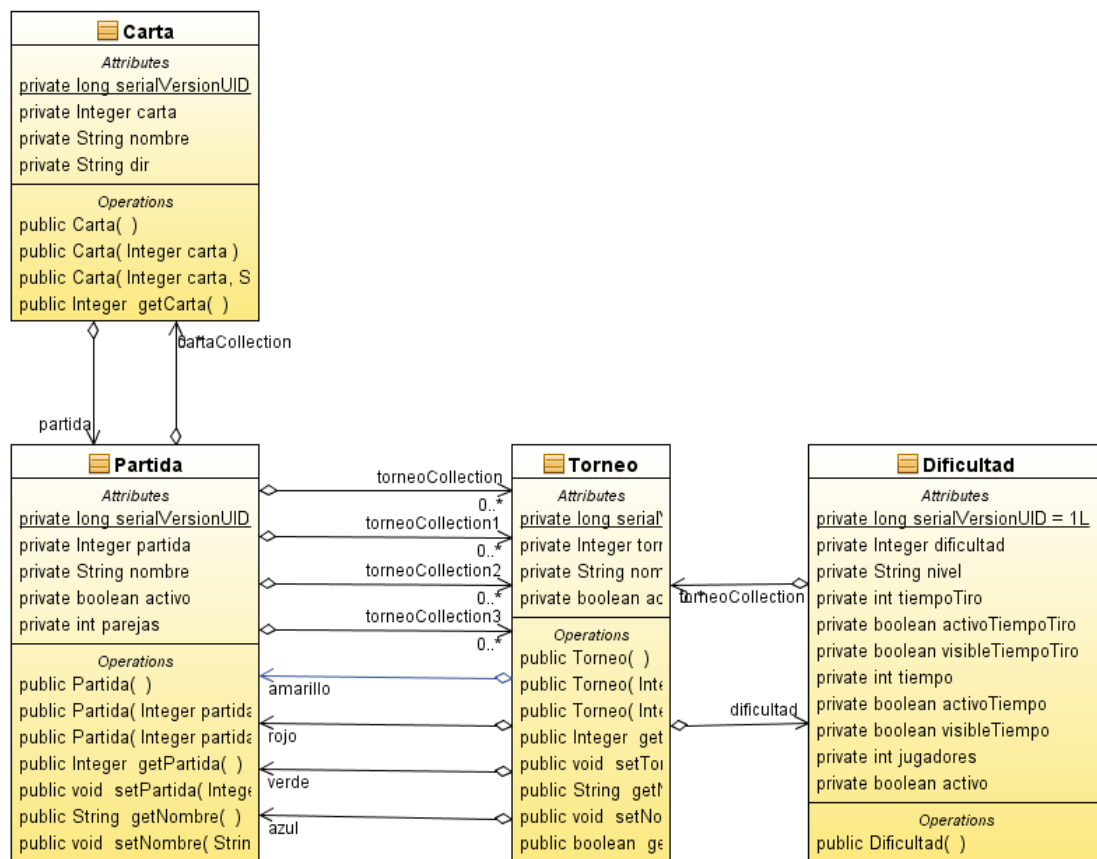 Carta
Attributes
private long serialVersionUID
private Integer carta
private String nombre
private String dir
Operations
public Carta( )
public Carta( Integer carta )
public Carta( Integer carta, S
public Integer getCarta( )
cartaCollection
partida
Partida
Attributes
private long serialVersionUID
private Integer partida
private String nombre
private boolean activo
private int parejas
Operations
public Partida( )
public Partida( Integer partida
public Partida( Integer partida
public Integer getPartida( )
public void setPartida( Intege
public String getNombre( )
public void setNombre( Strin
torneoCollection
0..*
torneoCollection1
0..*
torneoCollection2
0..*
torneoCollection3
0..*
amarillo
rojo
verde
azul
Torneo
Attributes
private long serial
private Integer torn
private String nom
private boolean ac
Operations
public Torneo( )
public Torneo( Inte
public Torneo( Inte
public Integer get
public void setTor
public String getN
public void setNo
public boolean ge
torneoCollection
dificultad
Dificultad
Attributes
private long serialVersionUID = 1L
private Integer dificultad
private String nivel
private int tiempoTiro
private boolean activoTiempoTiro
private boolean visibleTiempoTiro
private int tiempo
private boolean activoTiempo
private boolean visibleTiempo
private int jugadores
private boolean activo
Operations
public Dificultad( )